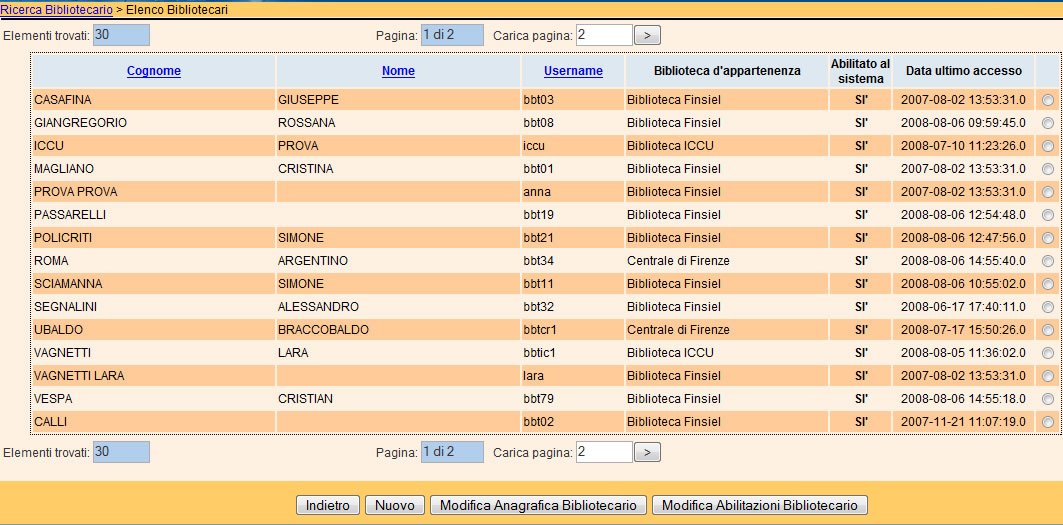 Ricerca Bibliotecario > Elenco Bibliotecari
Elementi trovati: 30 Pagina: 1 di 2 Carica pagina: 2 >
Cognome Nome Username Biblioteca d'appartenenza Abilitato al sistema Data ultimo accesso
CASAFINA GIUSEPPE bbt03 Biblioteca Finsiel SI' 2007-08-02 13:53:31.0
GIANGREGORIO ROSSANA bbt08 Biblioteca Finsiel SI' 2008-08-06 09:59:45.0
ICCU PROVA iccu Biblioteca ICCU SI' 2008-07-10 11:23:26.0
MAGLIANO CRISTINA bbt01 Biblioteca Finsiel SI' 2007-08-02 13:53:31.0
PROVA PROVA anna Biblioteca Finsiel SI' 2007-08-02 13:53:31.0
PASSARELLI bbt19 Biblioteca Finsiel SI' 2008-08-06 12:54:48.0
POLICRITI SIMONE bbt21 Biblioteca Finsiel SI' 2008-08-06 12:47:56.0
ROMA ARGENTINO bbt34 Centrale di Firenze SI' 2008-08-06 14:55:40.0
SCIAMANNA SIMONE bbt11 Biblioteca Finsiel SI' 2008-08-06 10:55:02.0
SEGNALINI ALESSANDRO bbt32 Biblioteca Finsiel SI' 2008-06-17 17:40:11.0
UBALDO BRACCOBALDO bbtcr1 Centrale di Firenze SI' 2008-07-17 15:50:26.0
VAGNETTI LARA bbtic1 Biblioteca ICCU SI' 2008-08-05 11:36:02.0
VAGNETTI LARA lara Biblioteca Finsiel SI' 2007-08-02 13:53:31.0
VESPA CRISTIAN bbt79 Biblioteca Finsiel SI' 2008-08-06 14:55:18.0
CALLI bbt02 Biblioteca Finsiel SI' 2007-11-21 11:07:19.0
Elementi trovati: 30 Pagina: 1 di 2 Carica pagina: 2 >
Indietro Nuovo Modifica Anagrafica Bibliotecario Modifica Abilitazioni Bibliotecario